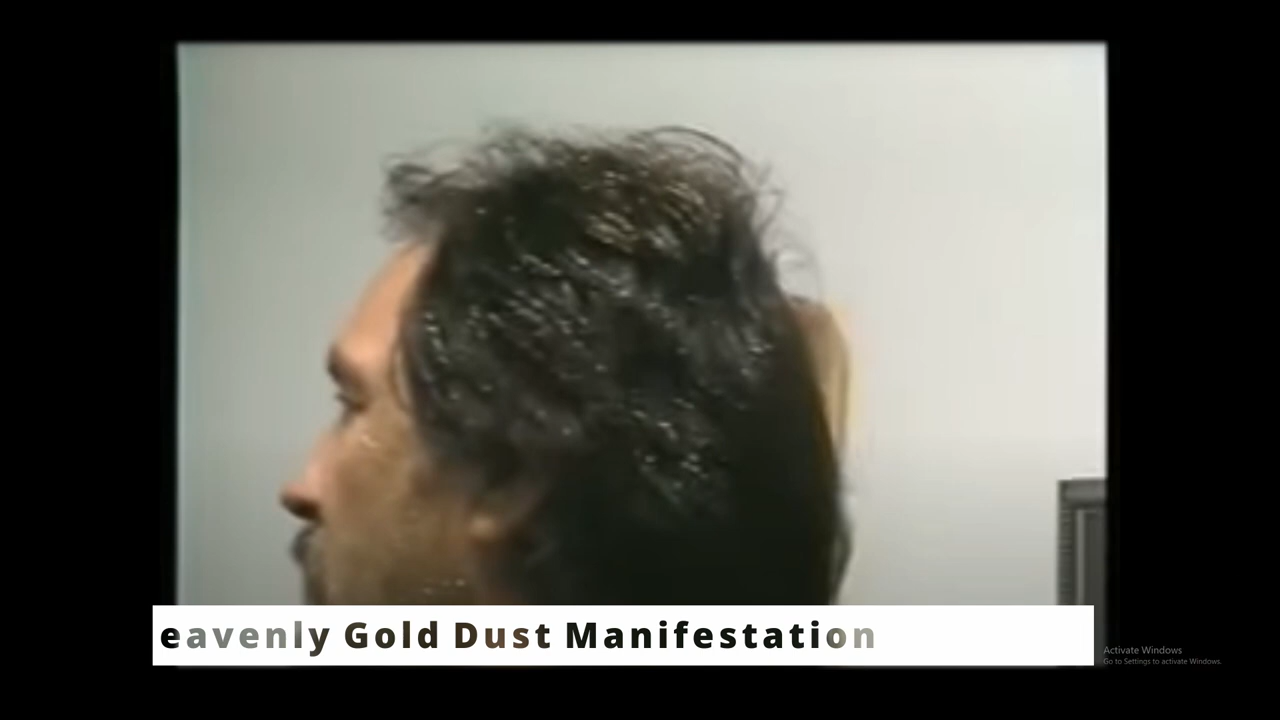 eavenly Gold Dust Manifestation
Activate Windows
Go to Settings to activate Windows.